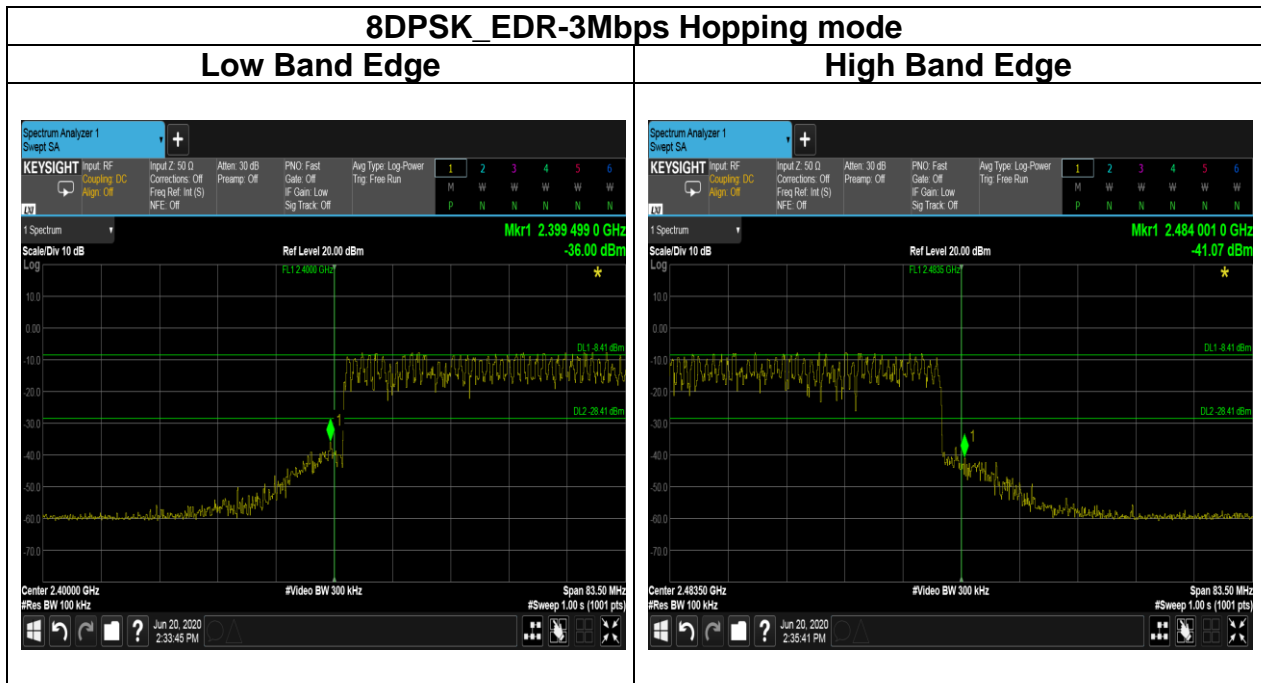 8DPSK_EDR-3Mbps Hopping mode
Low Band Edge
High Band Edge
Spectrum Analyzer 1
Swept SA
+
KEYSIGHT
Input: RF
Coupling: DC
Align: Off
Input Z: 50 Ω
Corrections: Off
Freq Ref: Int (S)
NFE: Off
Atten: 30 dB
Preamp: Off
PNO: Fast
Gate: Off
IF Gain: Low
Sig Track: Off
Avg Type: Log-Power
Trig: Free Run
1 2 3 4 5 6
M W W W W W
P N N N N N
LXI
1 Spectrum
Mkr1 2.399 499 0 GHz
Scale/Div 10 dB
Ref Level 20.00 dBm
-36.00 dBm
Log
FL1 2.4000 GHz
*
10.0
0.00
DL1 -8.41 dBm
-10.0
-20.0
DL2 -28.41 dBm
-30.0
1
-40.0
-50.0
-60.0
-70.0
Center 2.40000 GHz
#Video BW 300 kHz
Span 83.50 MHz
#Res BW 100 kHz
#Sweep 1.00 s (1001 pts)
?
Jun 20, 2020
2:33:45 PM
Spectrum Analyzer 1
Swept SA
+
KEYSIGHT
Input: RF
Coupling: DC
Align: Off
Input Z: 50 Ω
Corrections: Off
Freq Ref: Int (S)
NFE: Off
Atten: 30 dB
Preamp: Off
PNO: Fast
Gate: Off
IF Gain: Low
Sig Track: Off
Avg Type: Log-Power
Trig: Free Run
1 2 3 4 5 6
M W W W W W
P N N N N N
LXI
1 Spectrum
Mkr1 2.484 001 0 GHz
Scale/Div 10 dB
Ref Level 20.00 dBm
-41.07 dBm
Log
FL1 2.4835 GHz
*
10.0
0.00
DL1 -8.41 dBm
-10.0
-20.0
DL2 -28.41 dBm
-30.0
1
-40.0
-50.0
-60.0
-70.0
Center 2.48350 GHz
#Video BW 300 kHz
Span 83.50 MHz
#Res BW 100 kHz
#Sweep 1.00 s (1001 pts)
?
Jun 20, 2020
2:35:41 PM